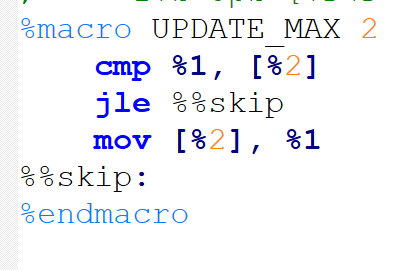 %macro UPDATE_MAX 2
    cmp %1, [%2]
    jle %%skip
    mov [%2], %1
%%skip:
%endmacro